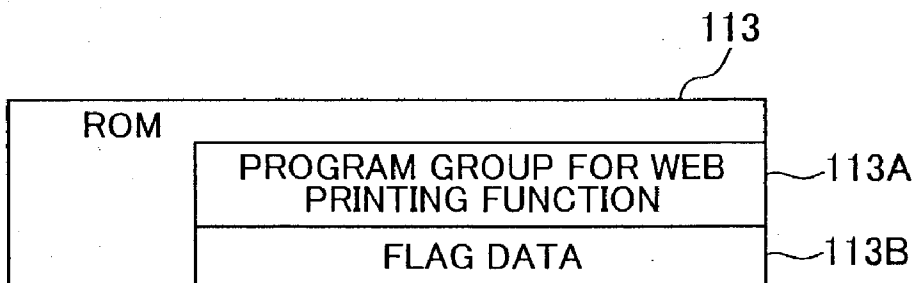 113
ROM
PROGRAM GROUP FOR WEB
PRINTING FUNCTION
113A
FLAG DATA
113B